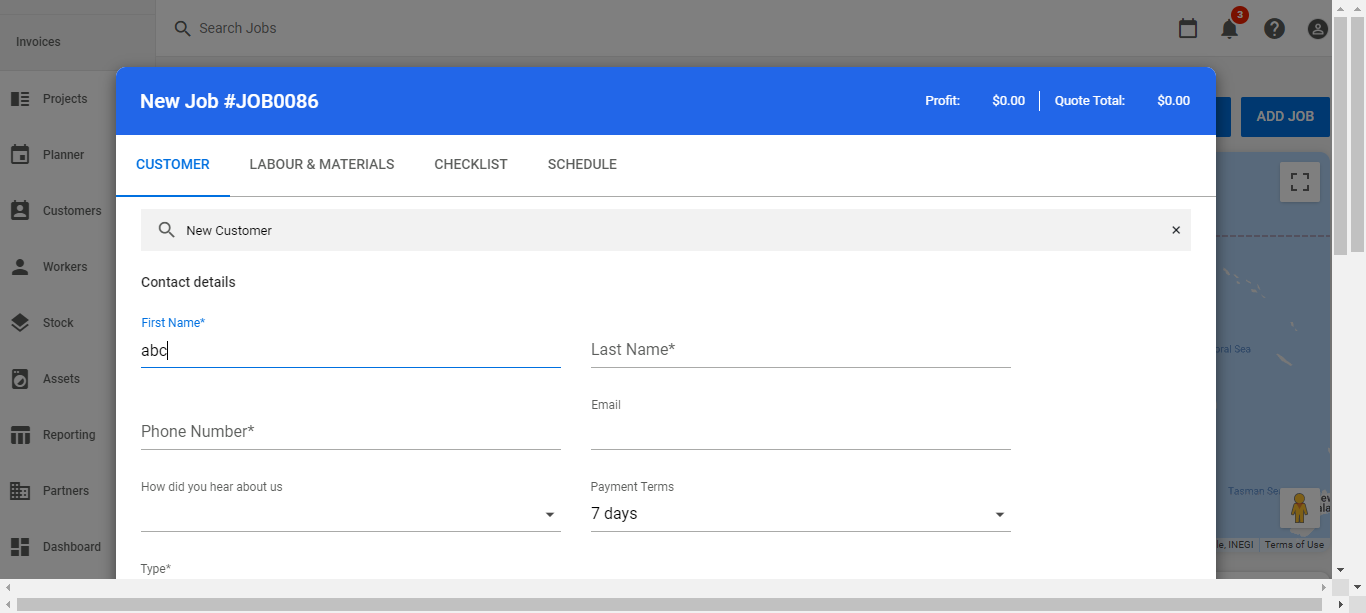 Invoices
Search Jobs
3
New Job #JOB0086
Profit: $0.00 Quote Total: $0.00
ADD JOB
Projects
Planner
Customers
Workers
Stock
Assets
Reporting
Partners
Dashboard
CUSTOMER LABOUR & MATERIALS CHECKLIST SCHEDULE
New Customer ×
Contact details
First Name*
abc
Last Name*
Phone Number*
Email
How did you hear about us
Payment Terms
7 days
Type*
oral Sea
Tasman Se
INEGI Terms of Use